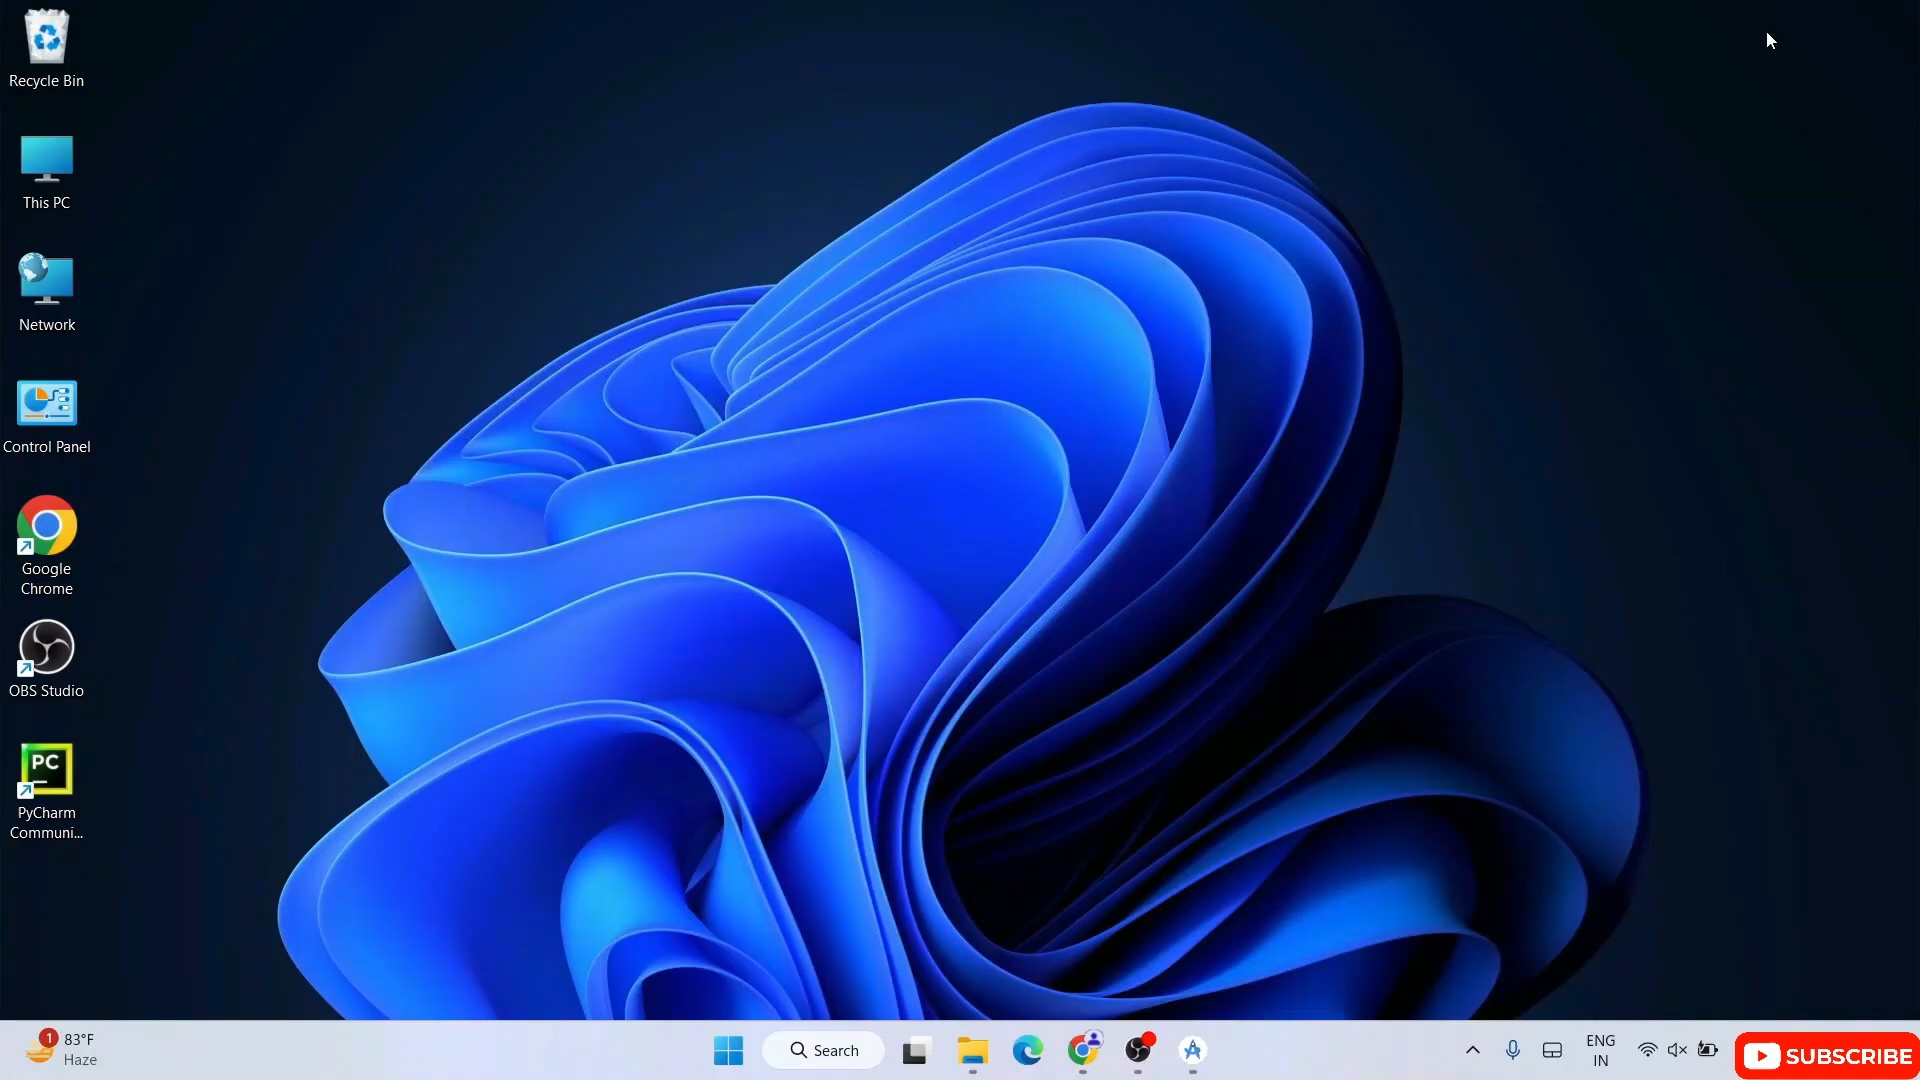 Recycle Bin
This PC
Network
Control Panel
Google
Chrome
OBS Studio
PC
PyCharm
Communi...
1
83°F
Haze
Search
ENG
IN
SUBSCRIBE